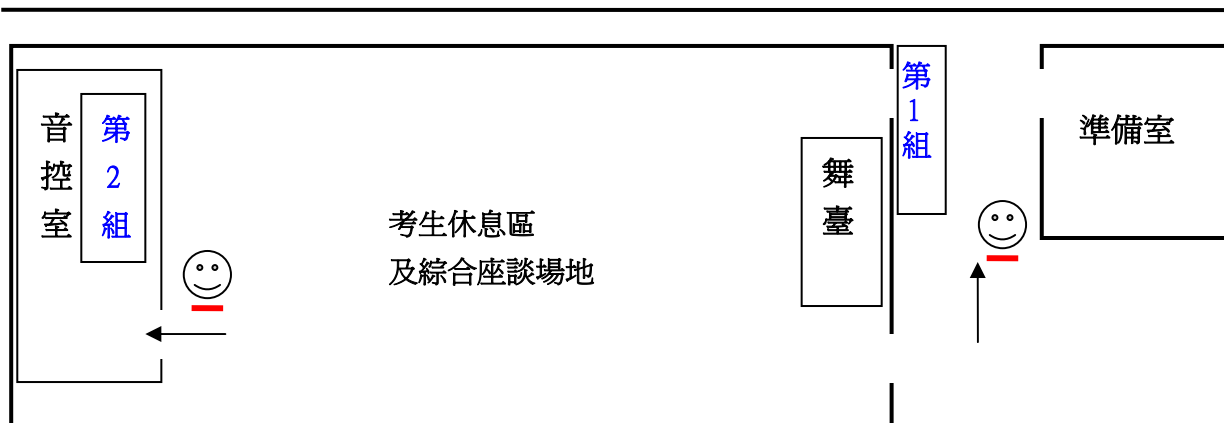 音控室
第2組
考生休息區
及綜合座談場地
舞臺
第1組
準備室